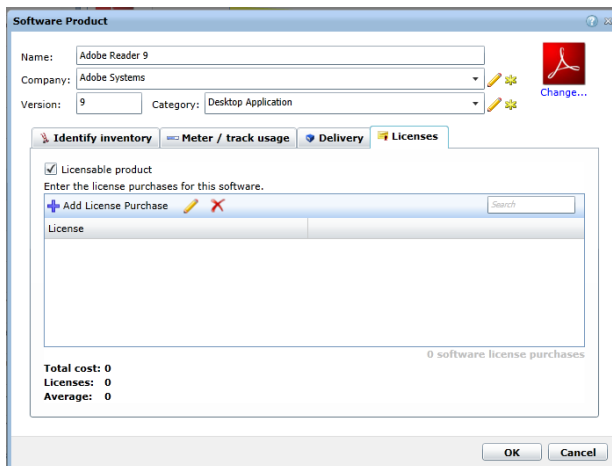 Software Product
Name: Adobe Reader 9
Company: Adobe Systems
Change...
Version: 9 Category: Desktop Application
Identify inventory Meter / track usage Delivery Licenses
Licensable product
Enter the license purchases for this software.
Add License Purchase Search
License
0 software license purchases
Total cost: 0
Licenses: 0
Average: 0
OK Cancel